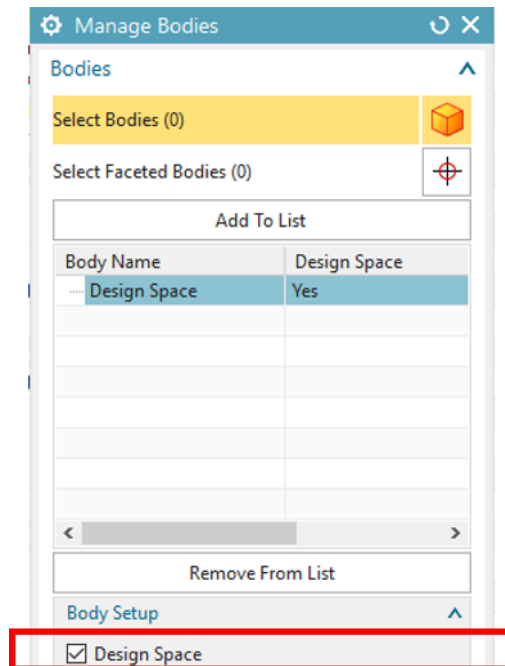 Manage Bodies
Bodies
Select Bodies (0)
Select Faceted Bodies (0)
Add To List
Body Name Design Space
Design Space Yes
Remove From List
Body Setup
Design Space